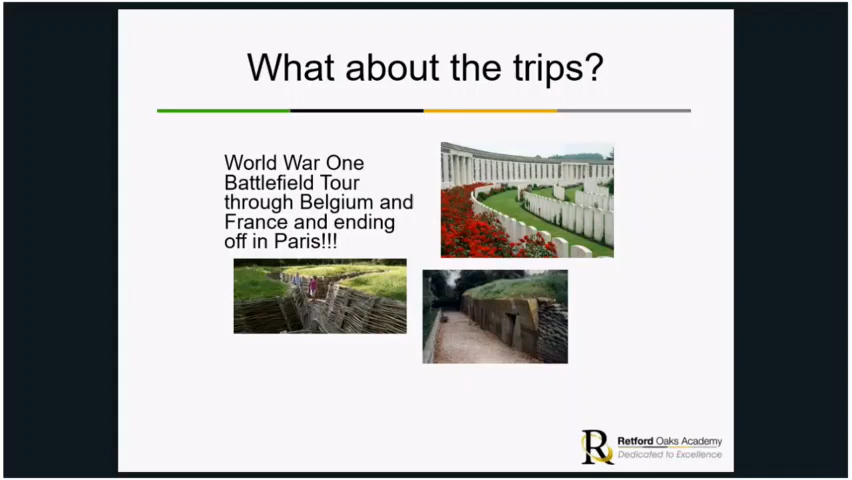 What about the trips?
World War One
Battlefield Tour
through Belgium and
France and ending
off in Paris!!!
R
Retford Oaks Academy
Dedicated to Excellence